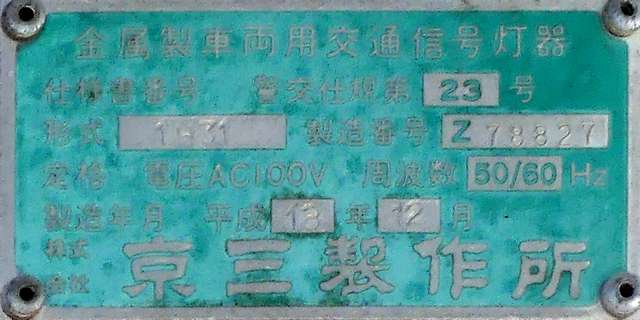 金属製車両用交通信号灯器
仕様書番号 警交仕規第 23 号
形式 1H31 製造番号 Z78827
定格 電圧AC100V 周波数 50/60 Hz
製造年月 平成 13 年 12 月
株式会社 京三製作所